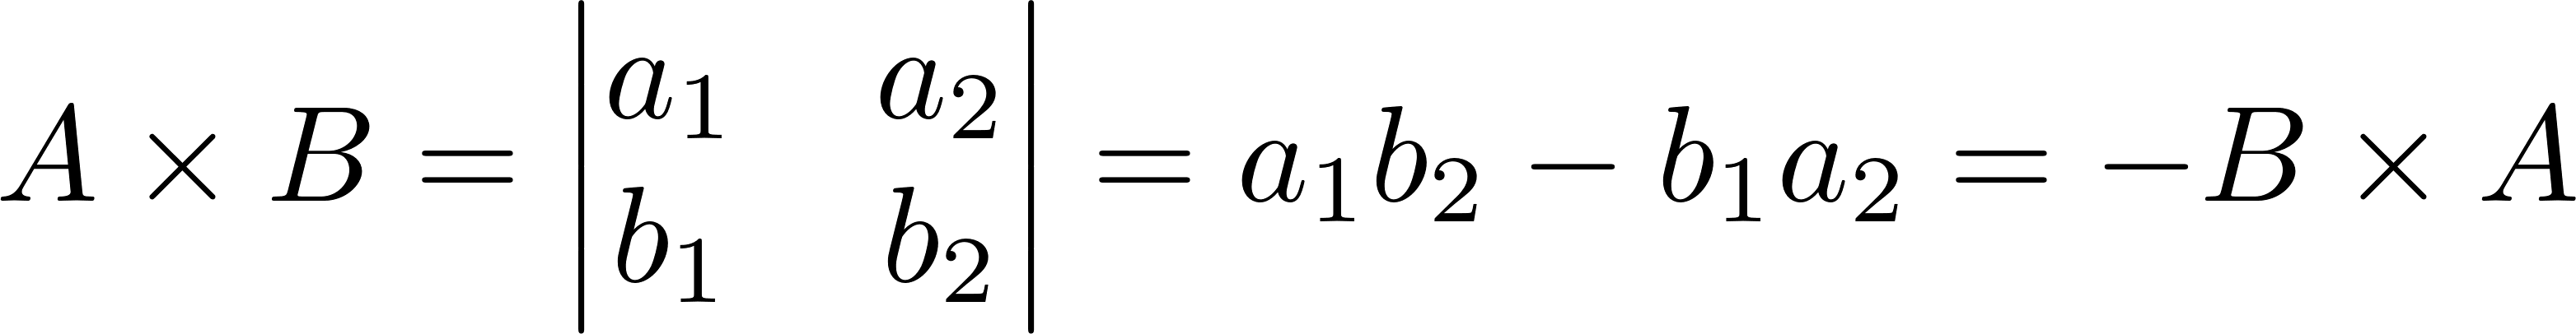 A × B = | a₁ a₂ ; b₁ b₂ | = a₁b₂ − b₁a₂ = −B × A